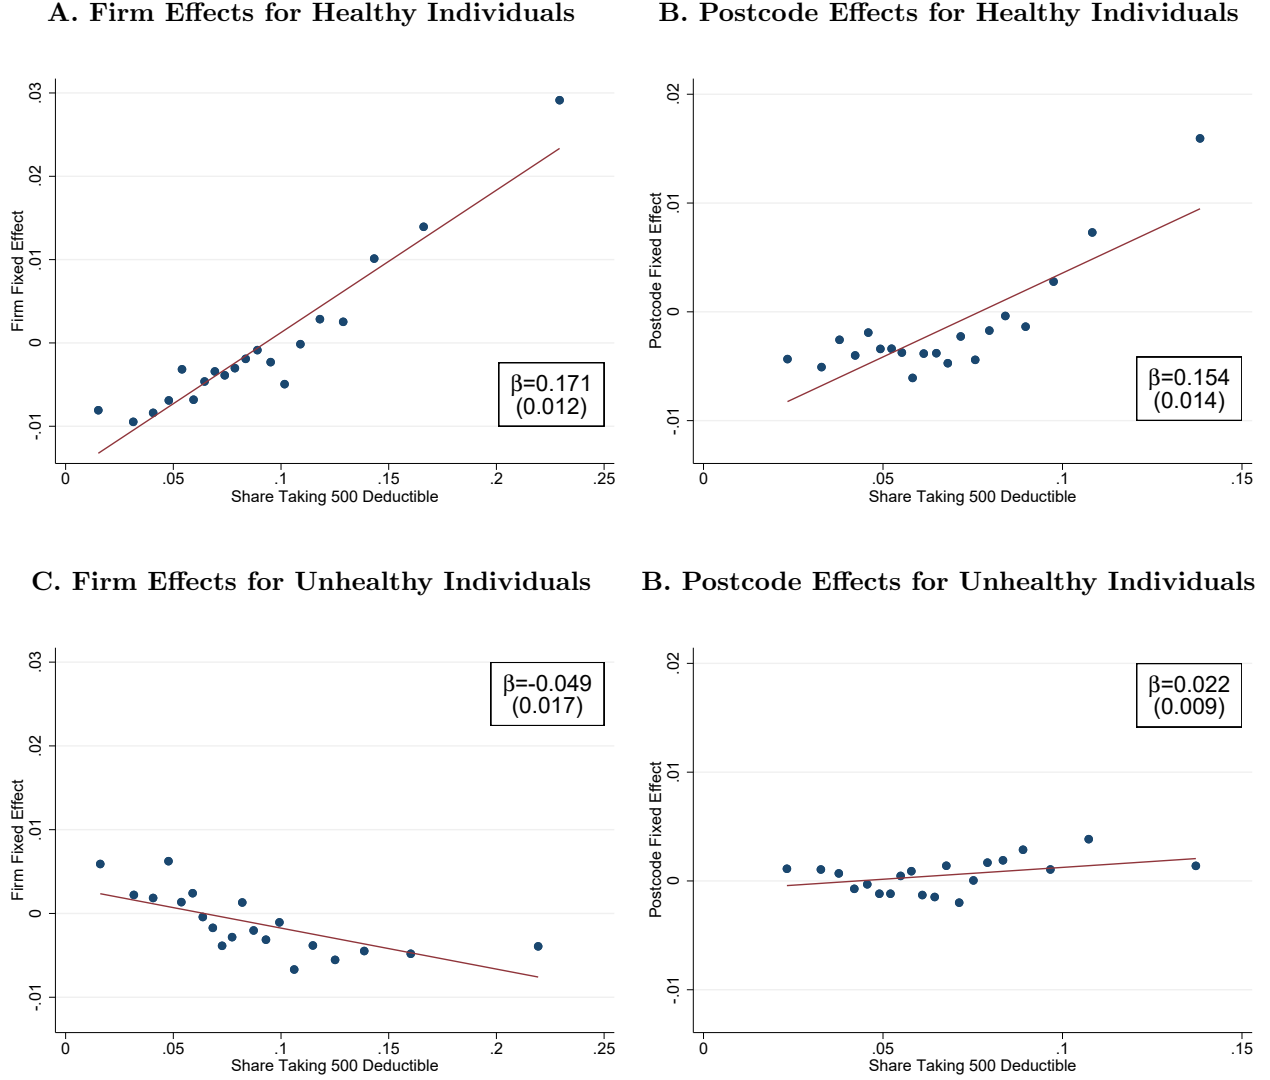 A. Firm Effects for Healthy Individuals
.03
.02
.01
0
-.01
Firm Fixed Effect
β=0.171
(0.012)
0 .05 .1 .15 .2 .25
Share Taking 500 Deductible
B. Postcode Effects for Healthy Individuals
.02
.01
0
-.01
Postcode Fixed Effect
β=0.154
(0.014)
0 .05 .1 .15
Share Taking 500 Deductible
C. Firm Effects for Unhealthy Individuals
.03
.02
.01
0
-.01
Firm Fixed Effect
β=-0.049
(0.017)
0 .05 .1 .15 .2 .25
Share Taking 500 Deductible
B. Postcode Effects for Unhealthy Individuals
.02
.01
0
-.01
Postcode Fixed Effect
β=0.022
(0.009)
0 .05 .1 .15
Share Taking 500 Deductible